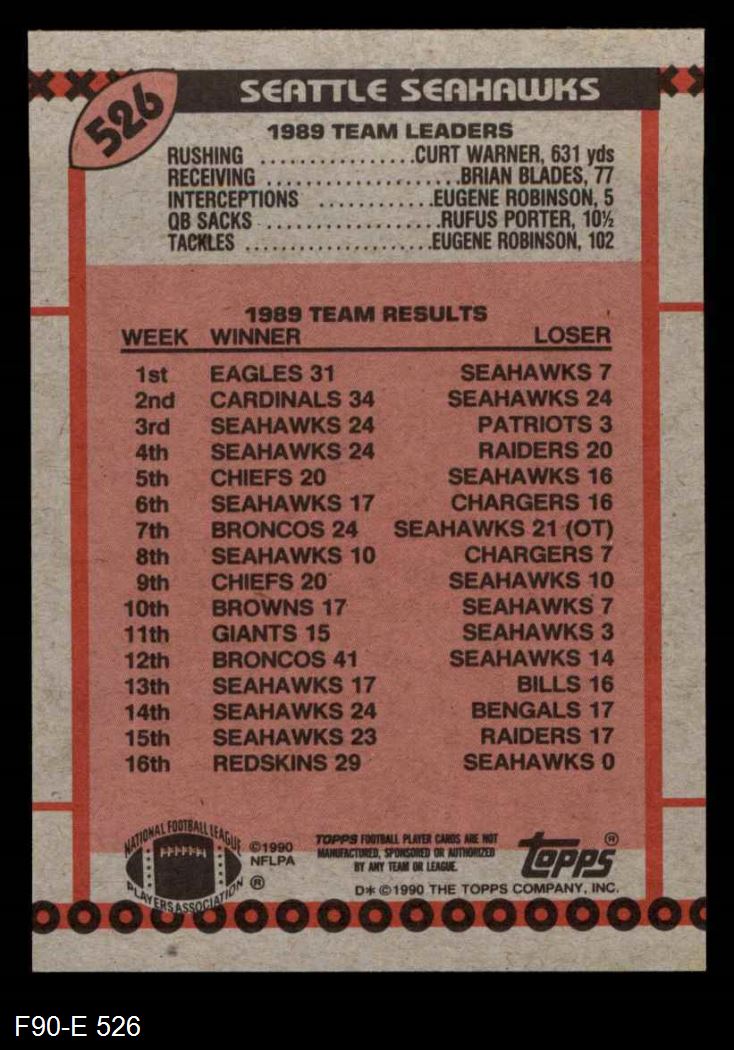 526
SEATTLE SEAHAWKS
1989 TEAM LEADERS
RUSHING ................CURT WARNER, 631 yds
RECEIVING .....................BRIAN BLADES, 77
INTERCEPTIONS ............EUGENE ROBINSON, 5
QB SACKS ...................RUFUS PORTER, 10½
TACKLES ....................EUGENE ROBINSON, 102
1989 TEAM RESULTS
WEEK WINNER LOSER
1st EAGLES 31 SEAHAWKS 7
2nd CARDINALS 34 SEAHAWKS 24
3rd SEAHAWKS 24 PATRIOTS 3
4th SEAHAWKS 24 RAIDERS 20
5th CHIEFS 20 SEAHAWKS 16
6th SEAHAWKS 17 CHARGERS 16
7th BRONCOS 24 SEAHAWKS 21 (OT)
8th SEAHAWKS 10 CHARGERS 7
9th CHIEFS 20 SEAHAWKS 10
10th BROWNS 17 SEAHAWKS 7
11th GIANTS 15 SEAHAWKS 3
12th BRONCOS 41 SEAHAWKS 14
13th SEAHAWKS 17 BILLS 16
14th SEAHAWKS 24 BENGALS 17
15th SEAHAWKS 23 RAIDERS 17
16th REDSKINS 29 SEAHAWKS 0
NATIONAL FOOTBALL LEAGUE
PLAYERS ASSOCIATION
®
©1990
NFLPA
TOPPS FOOTBALL PLAYER CARDS ARE NOT
MANUFACTURED, SPONSORED OR AUTHORIZED
BY ANY TEAM OR LEAGUE.
topps®
D* ©1990 THE TOPPS COMPANY, INC.
F90-E 526